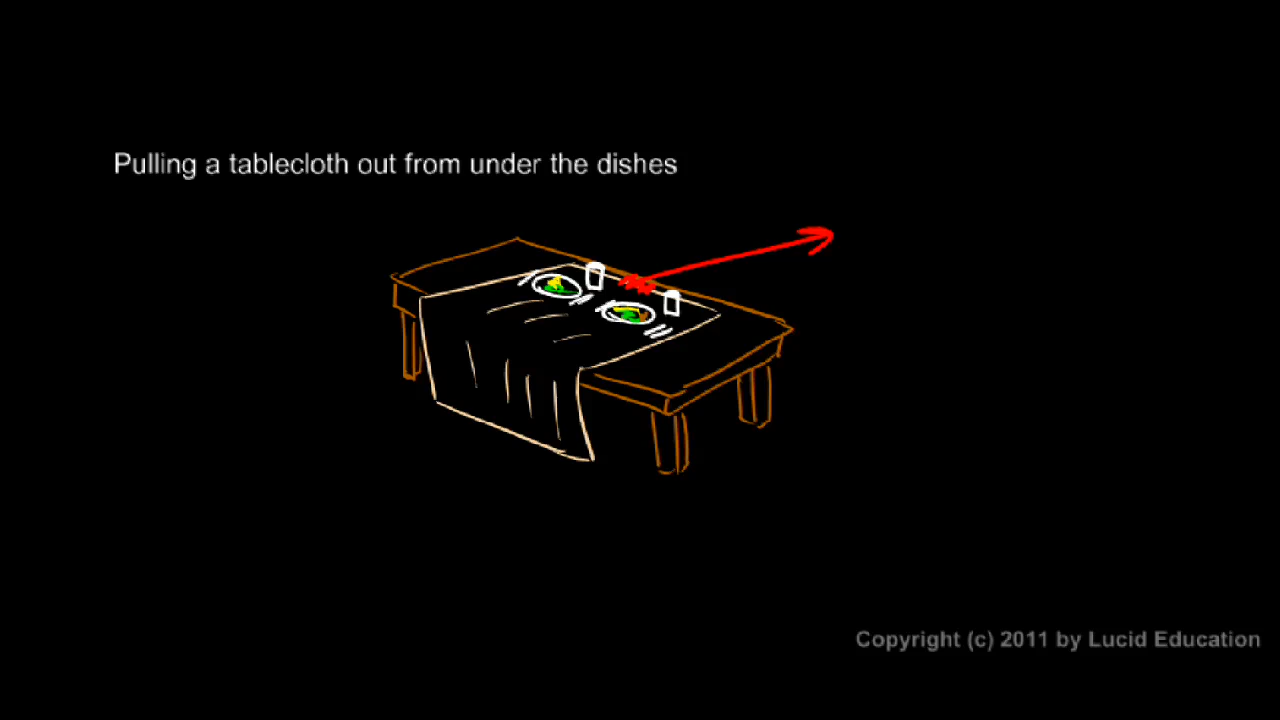 Pulling a tablecloth out from under the dishes
Copyright (c) 2011 by Lucid Education